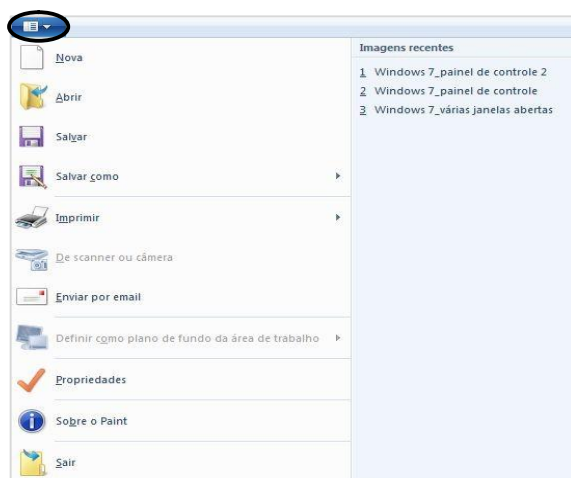 Nova
Abrir
Salvar
Salvar como
Imprimir
De scanner ou câmera
Enviar por email
Definir como plano de fundo da área de trabalho
Propriedades
Sobre o Paint
Sair
Imagens recentes
1 Windows 7_painel de controle 2
2 Windows 7_painel de controle
3 Windows 7_várias janelas abertas